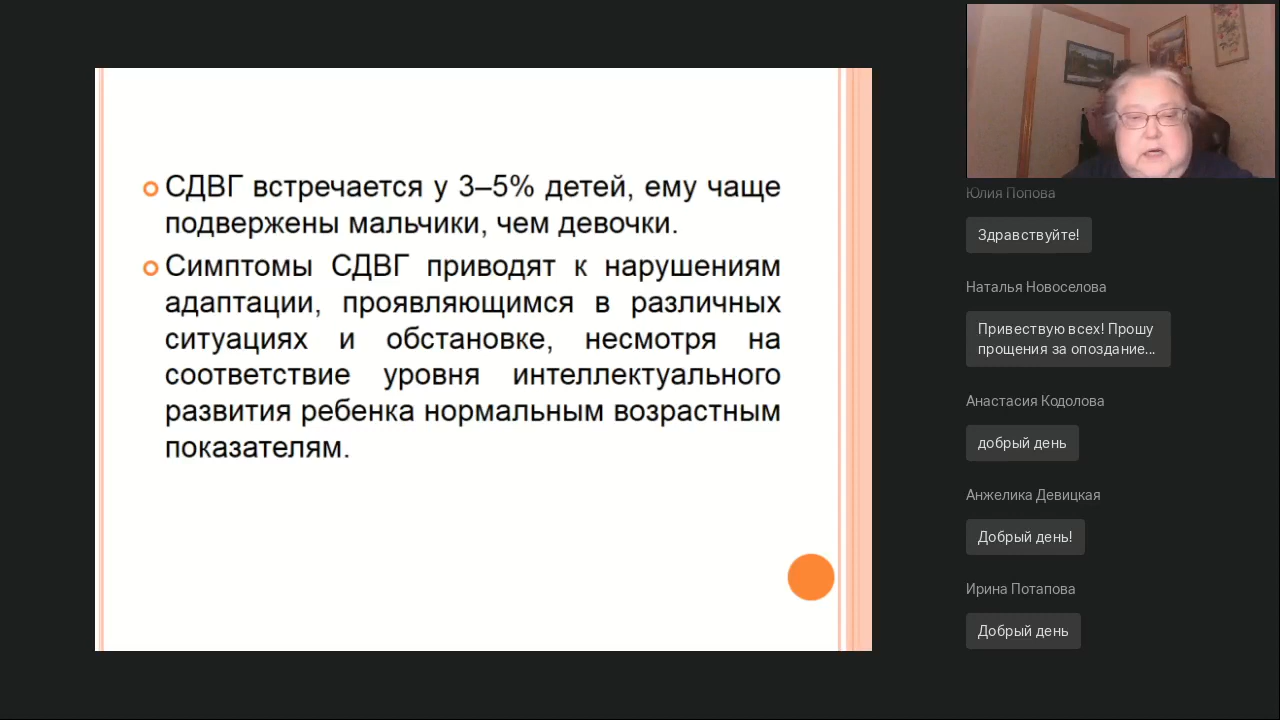 СДВГ встречается у 3–5% детей, ему чаще
подвержены мальчики, чем девочки.
Симптомы СДВГ приводят к нарушениям
адаптации, проявляющимся в различных
ситуациях и обстановке, несмотря на
соответствие уровня интеллектуального
развития ребенка нормальным возрастным
показателям.
Юлия Попова
Здравствуйте!
Наталья Новоселова
Привествую всех! Прошу
прощения за опоздание...
Анастасия Кодолова
добрый день
Анжелика Девицкая
Добрый день!
Ирина Потапова
Добрый день